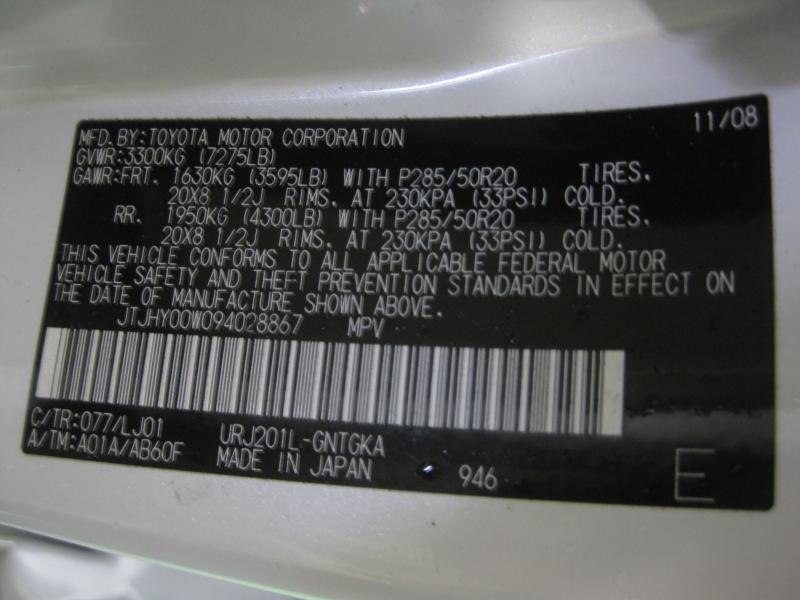 11/08
MFD. BY: TOYOTA MOTOR CORPORATION
GVWR: 3300KG (7275LB)
GAWR: FRT. 1630KG (3595LB) WITH P285/50R20 TIRES.
20X8 1/2J RIMS. AT 230KPA (33PSI) COLD.
RR. 1950KG (4300LB) WITH P285/50R20 TIRES.
20X8 1/2J RIMS. AT 230KPA (33PSI) COLD.
THIS VEHICLE CONFORMS TO ALL APPLICABLE FEDERAL MOTOR
VEHICLE SAFETY AND THEFT PREVENTION STANDARDS IN EFFECT ON
THE DATE OF MANUFACTURE SHOWN ABOVE.
JTJHY00W094028867 MPV
C/TR: 077/LJ01 URJ201L-GNTGKA
A/TM: A01A/AB60F MADE IN JAPAN 946 E